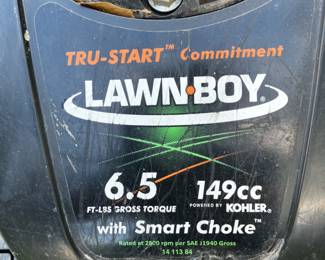 TRU-START™ Commitment
LAWN-BOY®
6.5 149cc
FT-LBS GROSS TORQUE POWERED BY KOHLER.
with Smart Choke™
Rated at 2800 rpm per SAE J1940 Gross
14 113 84